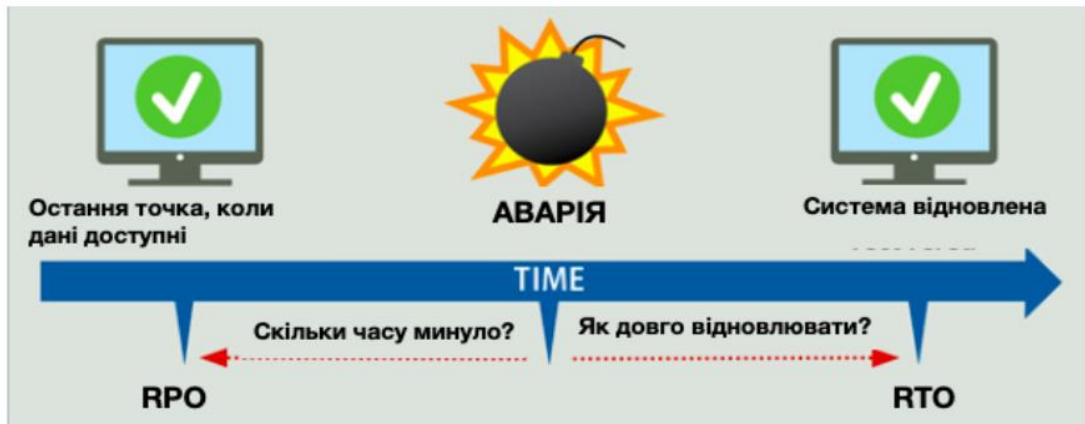 Остання точка, коли
дані доступні
АВАРІЯ
Система відновлена
TIME
Скільки часу минуло?
Як довго відновлювати?
RPO
RTO